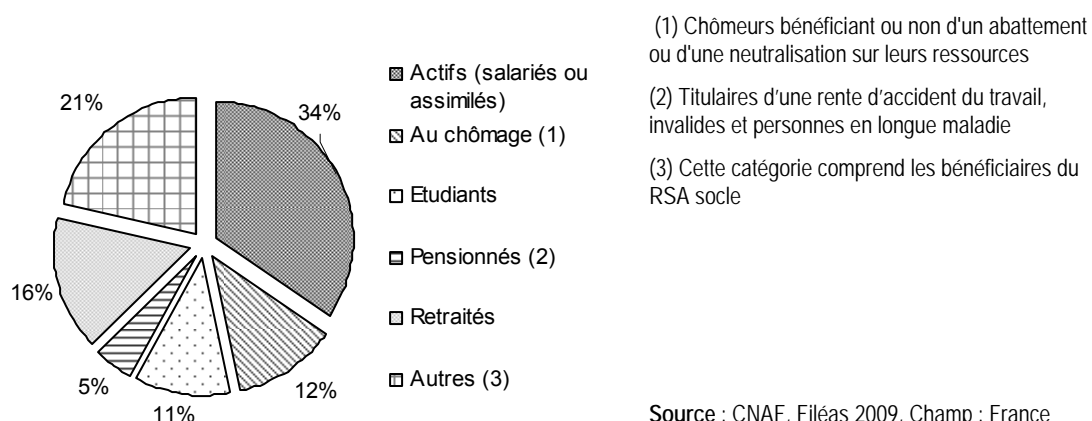 21%
34%
16%
5%
11%
12%
Actifs (salariés ou
assimilés)
Au chômage (1)
Etudiants
Pensionnés (2)
Retraités
Autres (3)
(1) Chômeurs bénéficiant ou non d'un abattement
ou d'une neutralisation sur leurs ressources
(2) Titulaires d'une rente d'accident du travail,
invalides et personnes en longue maladie
(3) Cette catégorie comprend les bénéficiaires du
RSA socle
Source : CNAF, Filéas 2009, Champ : France